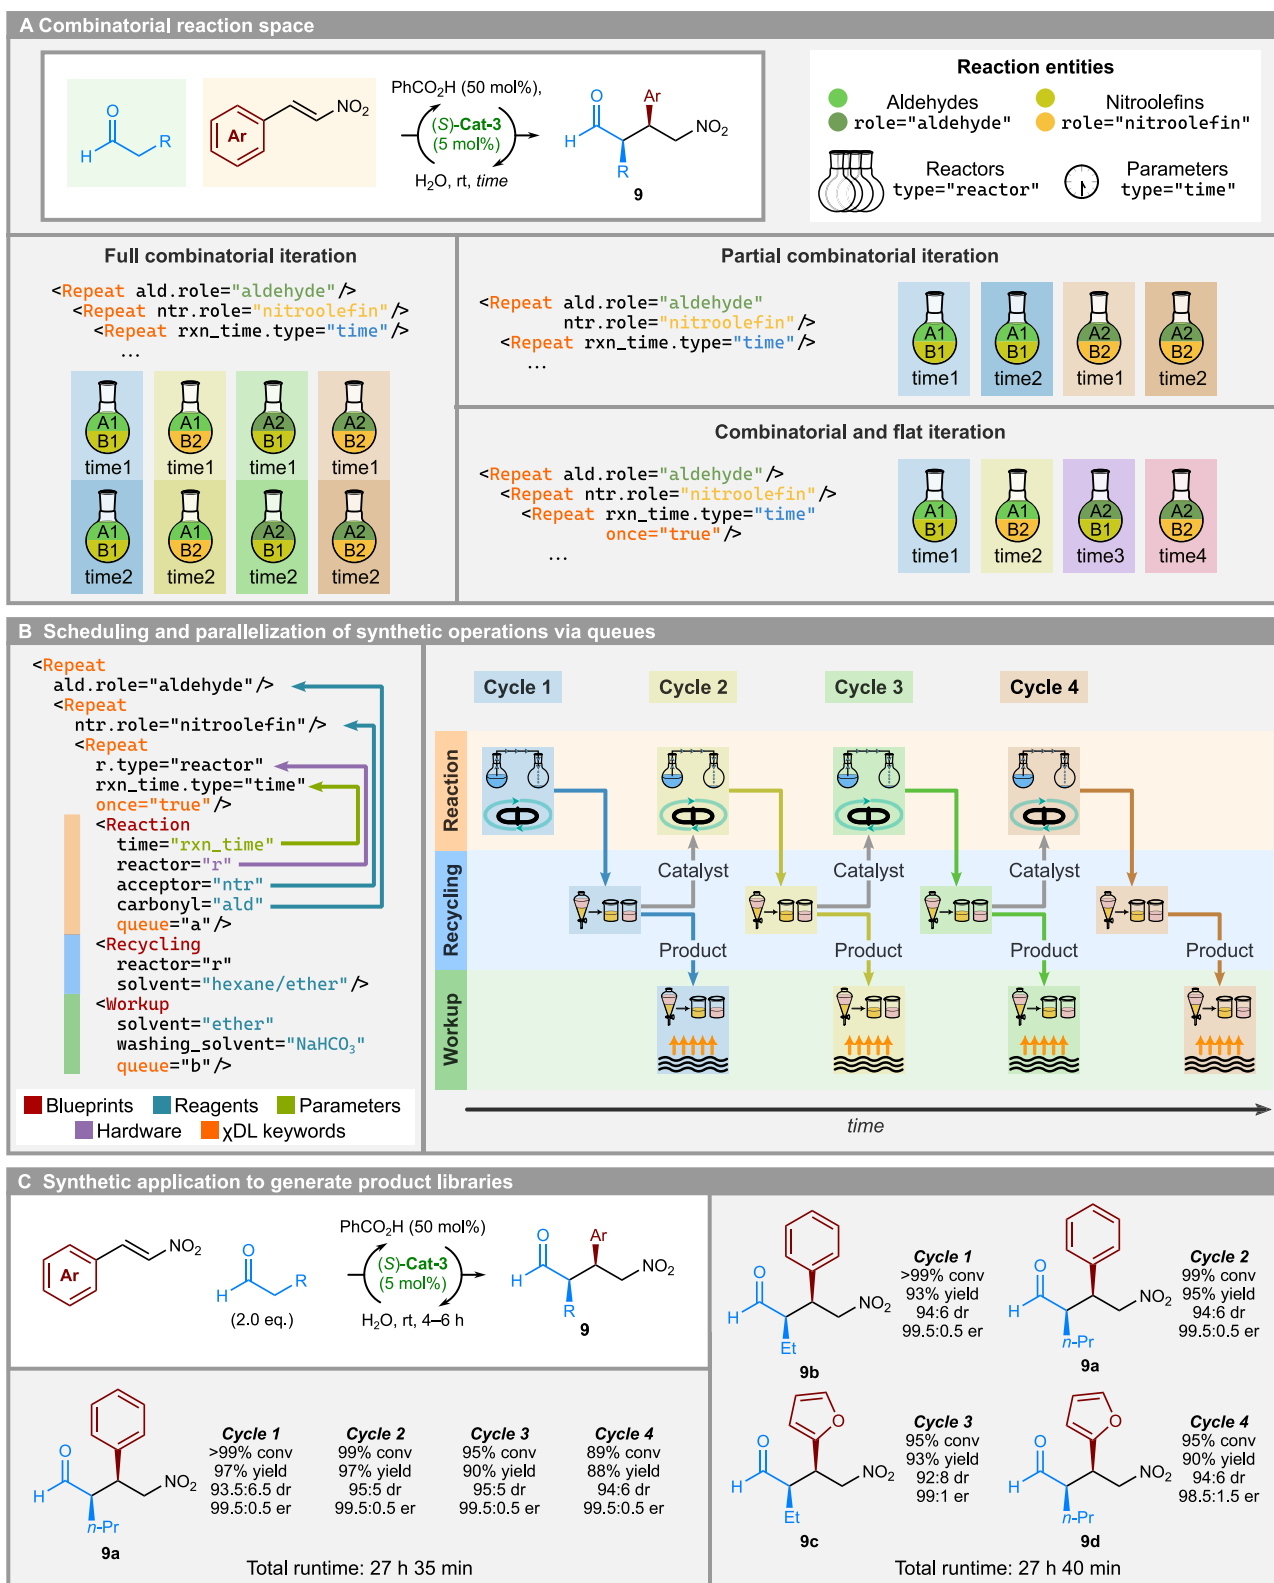 A Combinatorial reaction space
O
H
R
Ar
NO2
PhCO2H (50 mol%),
(S)-Cat-3
(5 mol%)
H2O, rt, time
O
H
R
Ar
NO2
9
Reaction entities
Aldehydes
role="aldehyde"
Nitroolefins
role="nitroolefin"
Reactors
type="reactor"
Parameters
type="time"
Full combinatorial iteration
<Repeat ald.role="aldehyde"/>
<Repeat ntr.role="nitroolefin"/>
<Repeat rxn_time.type="time"/>
...
A1 A1 A2 A2
B1 B2 B1 B2
time1 time1 time1 time1
A1 A1 A2 A2
B1 B2 B1 B2
time2 time2 time2 time2
Partial combinatorial iteration
<Repeat ald.role="aldehyde"
ntr.role="nitroolefin"/>
<Repeat rxn_time.type="time"/>
...
A1 A1 A2 A2
B1 B1 B2 B2
time1 time2 time1 time2
Combinatorial and flat iteration
<Repeat ald.role="aldehyde"/>
<Repeat ntr.role="nitroolefin"/>
<Repeat rxn_time.type="time"
once="true"/>
...
A1 A1 A2 A2
B1 B2 B1 B2
time1 time2 time3 time4
B Scheduling and parallelization of synthetic operations via queues
<Repeat
ald.role="aldehyde"/>
<Repeat
ntr.role="nitroolefin"/>
<Repeat
r.type="reactor"
rxn_time.type="time"
once="true"/>
<Reaction
time="rxn_time"
reactor="r"
acceptor="ntr"
carbonyl="ald"
queue="a"/>
<Recycling
reactor="r"
solvent="hexane/ether"/>
<Workup
solvent="ether"
washing_solvent="NaHCO3"
queue="b"/>
Blueprints Reagents Parameters
Hardware χDL keywords
Cycle 1 Cycle 2 Cycle 3 Cycle 4
Reaction
Recycling
Workup
Catalyst Catalyst Catalyst
Product Product Product Product
time
C Synthetic application to generate product libraries
Ar
NO2
O
H
R
(2.0 eq.)
PhCO2H (50 mol%)
(S)-Cat-3
(5 mol%)
H2O, rt, 4–6 h
O
H
R
Ar
NO2
9
O
H
NO2
n-Pr
9a
Cycle 1
>99% conv
97% yield
93.5:6.5 dr
99.5:0.5 er
Cycle 2
99% conv
97% yield
95:5 dr
99.5:0.5 er
Cycle 3
95% conv
90% yield
95:5 dr
99.5:0.5 er
Cycle 4
89% conv
88% yield
94:6 dr
99.5:0.5 er
Total runtime: 27 h 35 min
O
H
NO2
Et
9b
Cycle 1
>99% conv
93% yield
94:6 dr
99.5:0.5 er
O
H
NO2
n-Pr
9a
Cycle 2
99% conv
95% yield
94:6 dr
99.5:0.5 er
O
O
H
NO2
Et
9c
Cycle 3
95% conv
93% yield
92:8 dr
99:1 er
O
O
H
NO2
n-Pr
9d
Cycle 4
95% conv
90% yield
94:6 dr
98.5:1.5 er
Total runtime: 27 h 40 min